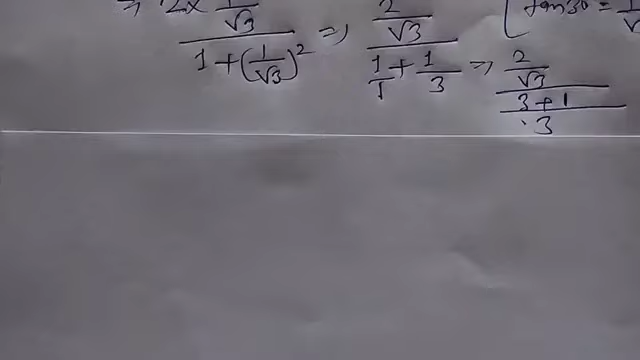 ⇒ 2× 1/√3 / 1+(1/√3)² ⇒ 2/√3 / 1/1 + 1/3 ⇒ 2/√3 / 3+1/3 [tan30 = 1/√